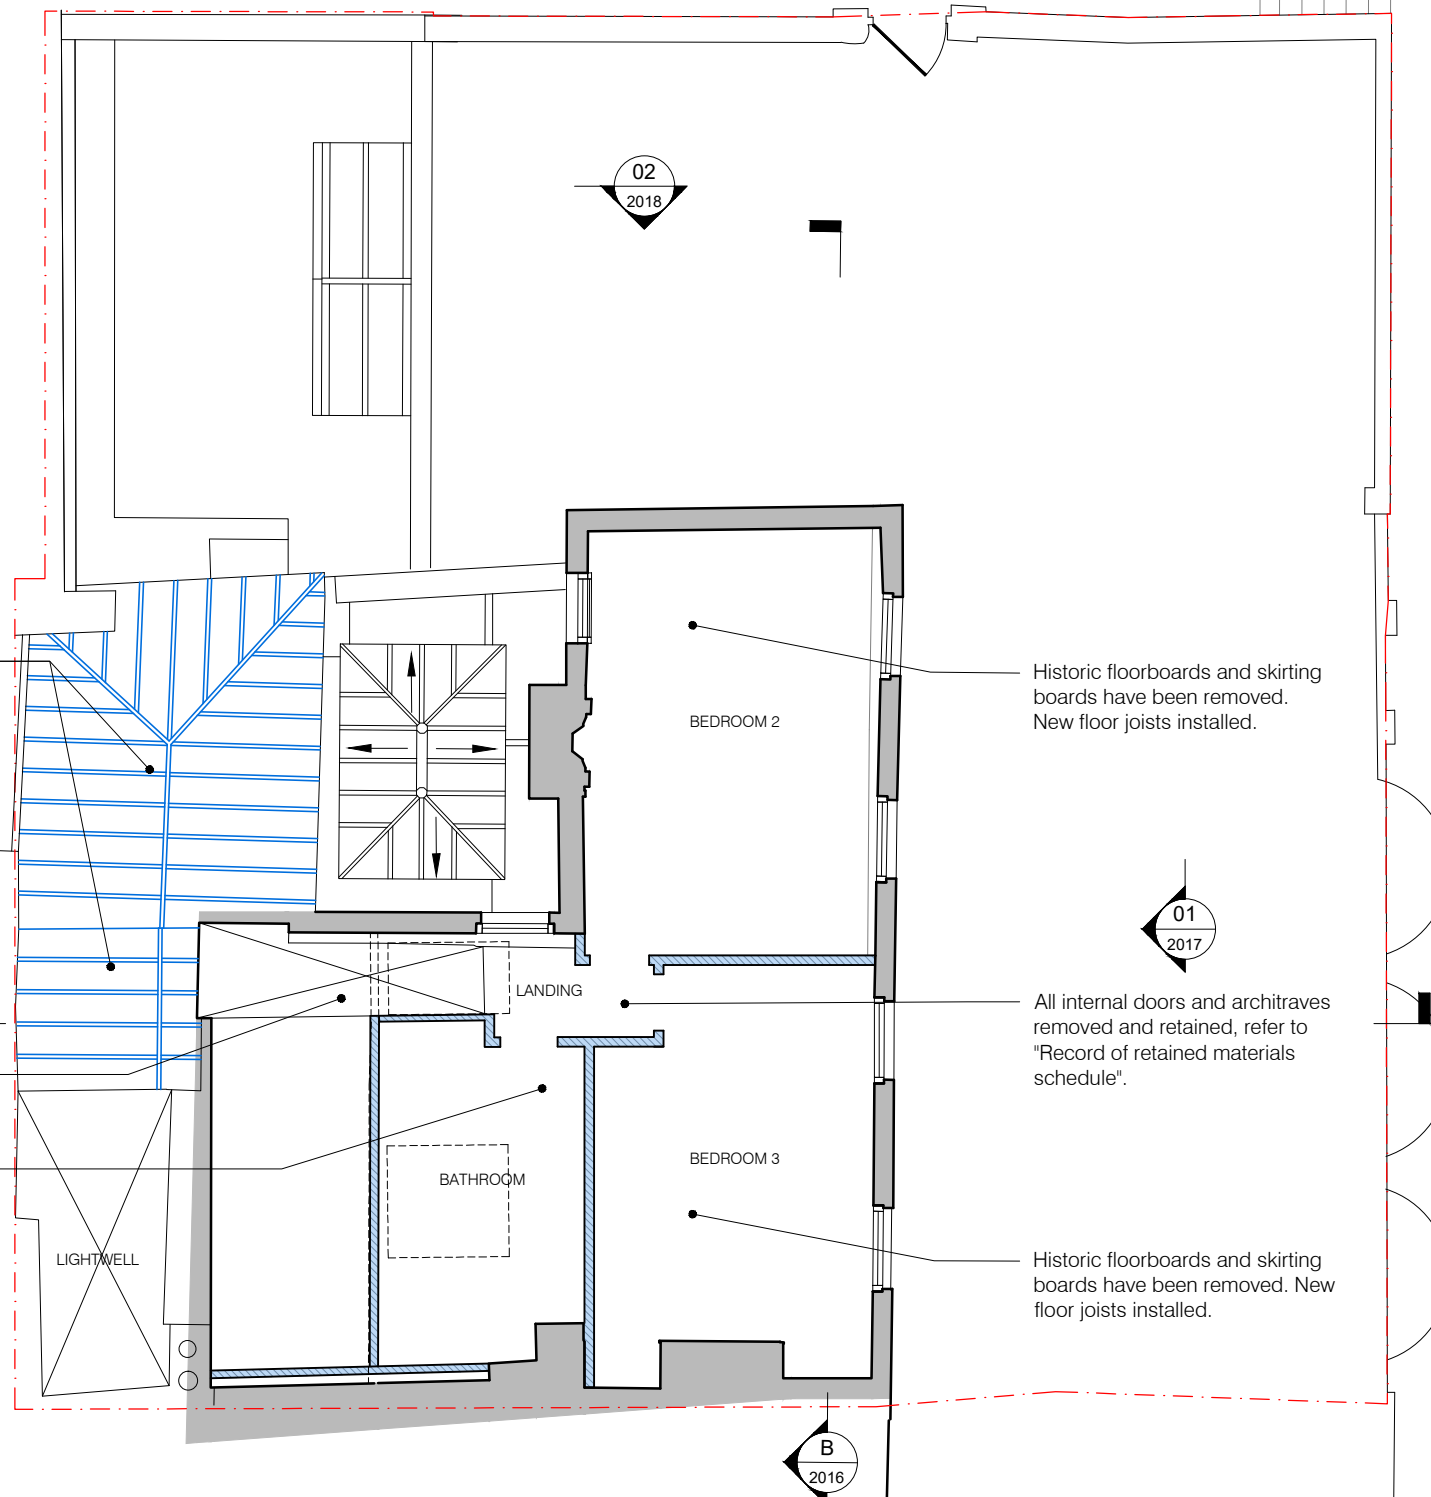 02
2018
Historic floorboards and skirting
boards have been removed.
New floor joists installed.
BEDROOM 2
01
2017
LANDING
All internal doors and architraves
removed and retained, refer to
"Record of retained materials
schedule".
BEDROOM 3
BATHROOM
LIGHTWELL
Historic floorboards and skirting
boards have been removed. New
floor joists installed.
B
2016